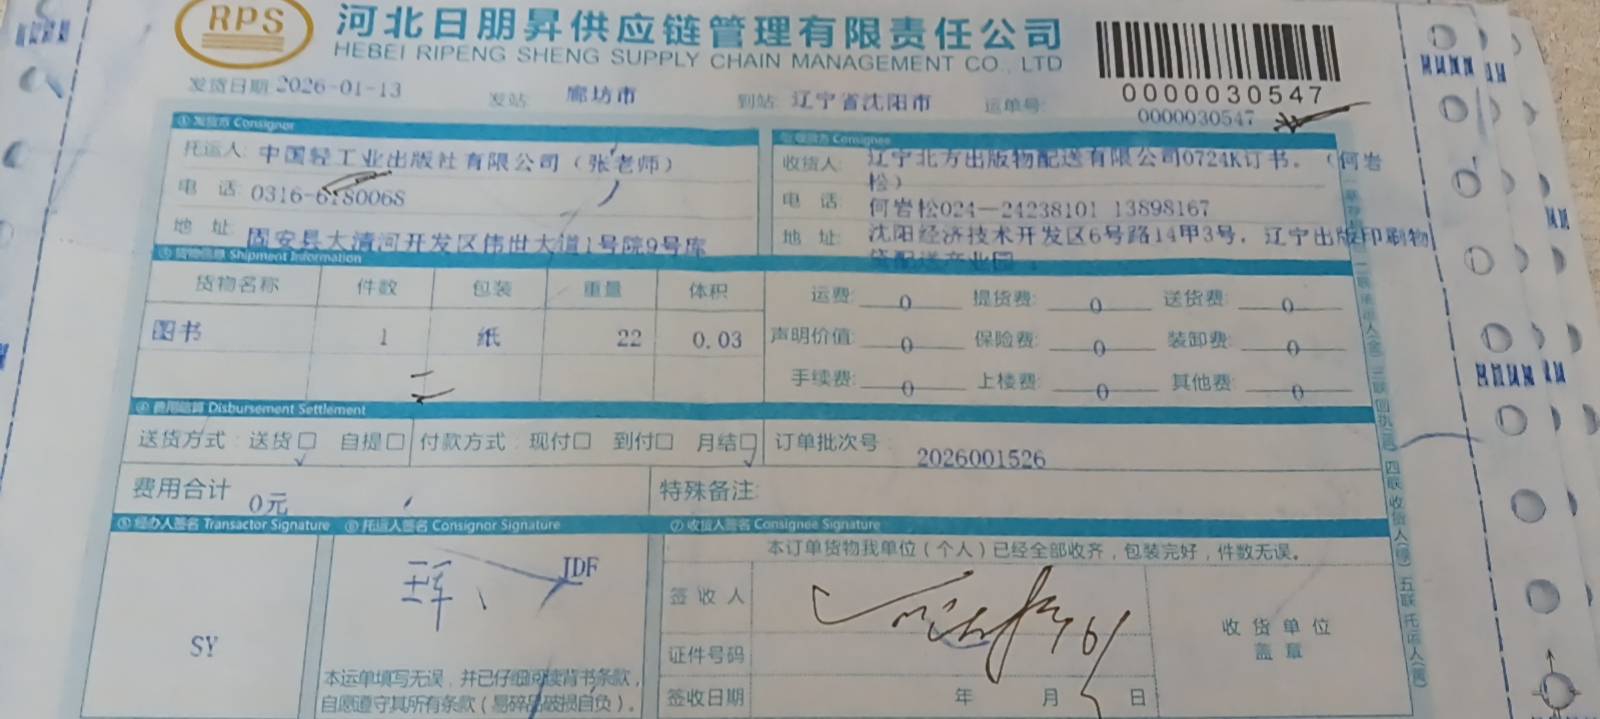 RPS
河北日朋昇供应链管理有限责任公司
HEBEI RIPENG SHENG SUPPLY CHAIN MANAGEMENT CO., LTD
0000030547
发货日期 2026-01-13 发站 廊坊市 到站 辽宁省沈阳市 运单号: 0000030547
①发货方 Consignor
托运人: 中国轻工业出版社有限公司（张老师）
电 话: 0316-6780068
地 址: 固安县大清河开发区伟世大道1号院9号库
②收货方 Consignee
收货人: 辽宁北方出版物配送有限公司0724K订书。（何岩松）
电 话: 何岩松024—24238101 13898167
地 址: 沈阳经济技术开发区6号路14甲3号, 辽宁出版印刷物资配送产业园
③货物信息 Shipment Information
货物名称 件数 包装 重量 体积
图书 1 纸 22 0.03
运费: 0 提货费: 0 送货费: 0
声明价值: 0 保险费: 0 装卸费: 0
手续费: 0 上楼费: 0 其他费: 0
④费用结算 Disbursement Settlement
送货方式: 送货□ 自提□ 付款方式: 现付□ 到付□ 月结□ 订单批次号 2026001526
费用合计 0元 特殊备注:
⑤经办人签名 Transactor Signature ⑥托运人签名 Consignor Signature ⑦收货人签名 Consignee Signature
SY
JDF
本运单填写无误，并已仔细阅读背书条款，
自愿遵守其所有条款（易碎品破损自负）。
本订单货物我单位（个人）已经全部收齐，包装完好，件数无误。
签收人
证件号码
签收日期 年 月 日
收货单位
盖章